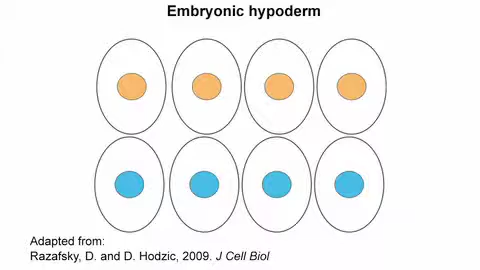 Embryonic hypoderm
Adapted from:
Razafsky, D. and D. Hodzic, 2009. J Cell Biol